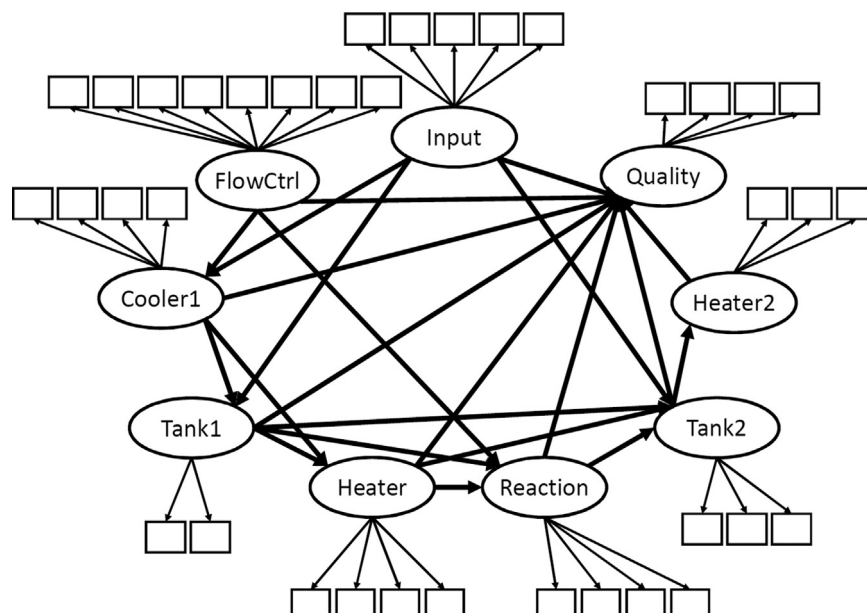 Input
FlowCtrl
Quality
Cooler1
Heater2
Tank1
Tank2
Heater
Reaction